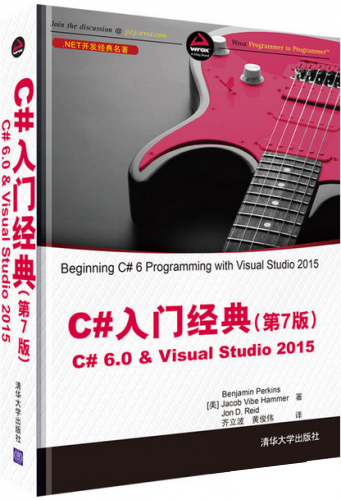 Join the discussion @ p2p.wrox.com
wrox
Wrox Programmer to Programmer™
.NET开发经典名著
Beginning C# 6 Programming with Visual Studio 2015
C#入门经典(第7版)
C# 6.0 & Visual Studio 2015
Benjamin Perkins
[美] Jacob Vibe Hammer 著
Jon D. Reid
齐立波 黄俊伟 译
清华大学出版社
C#入门经典(第7版)
C# 6.0 & Visual Studio 2015
清华大学出版社